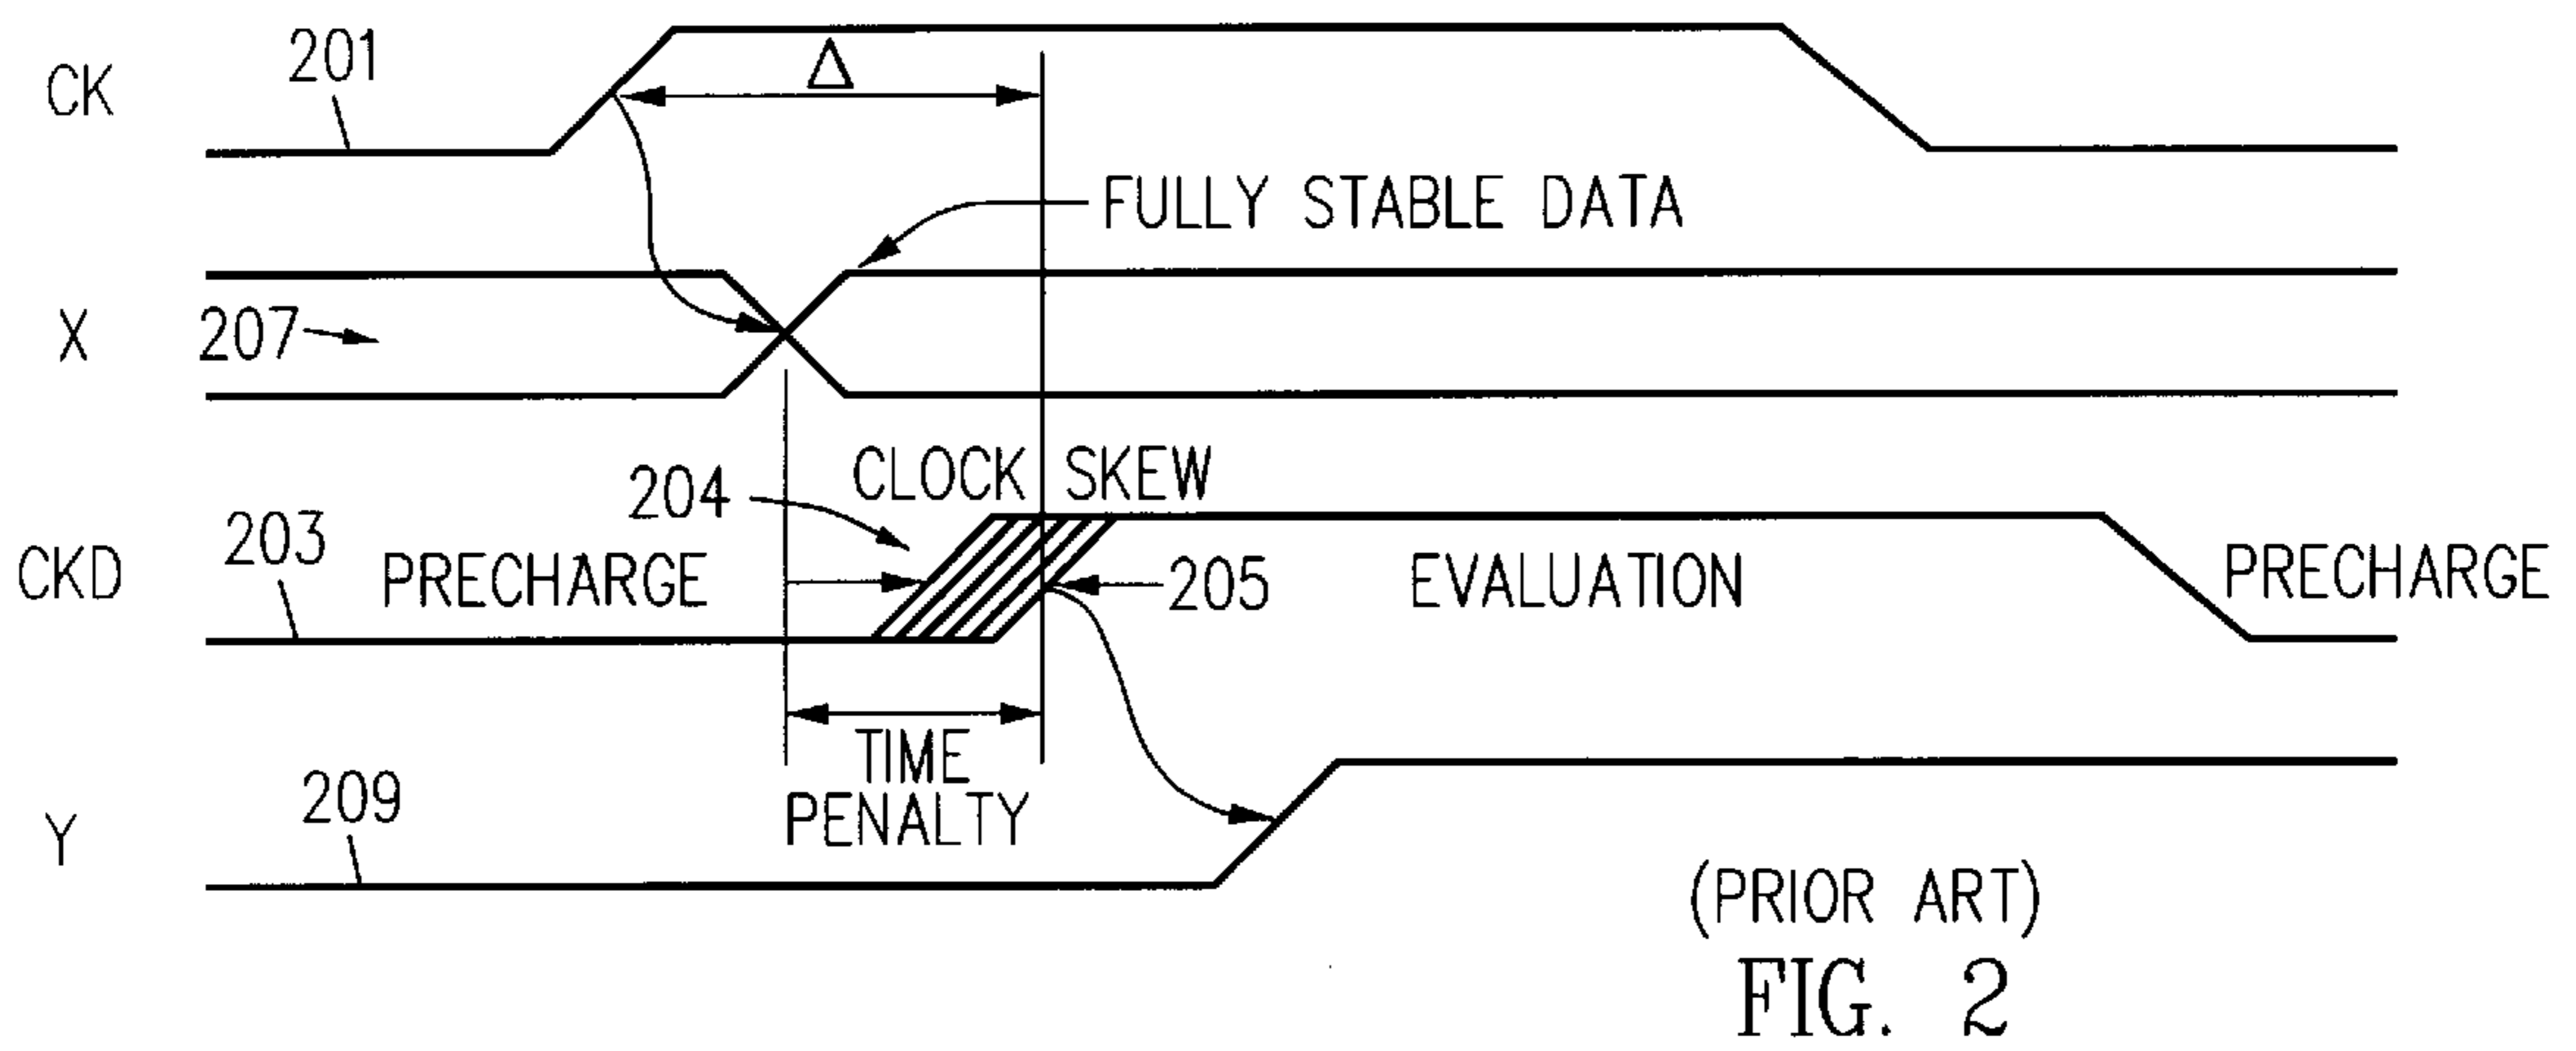 CK
201
Δ
FULLY STABLE DATA
X
207
CLOCK SKEW
204
CKD
203
PRECHARGE
205
EVALUATION
PRECHARGE
TIME
PENALTY
Y
209
(PRIOR ART)
FIG. 2